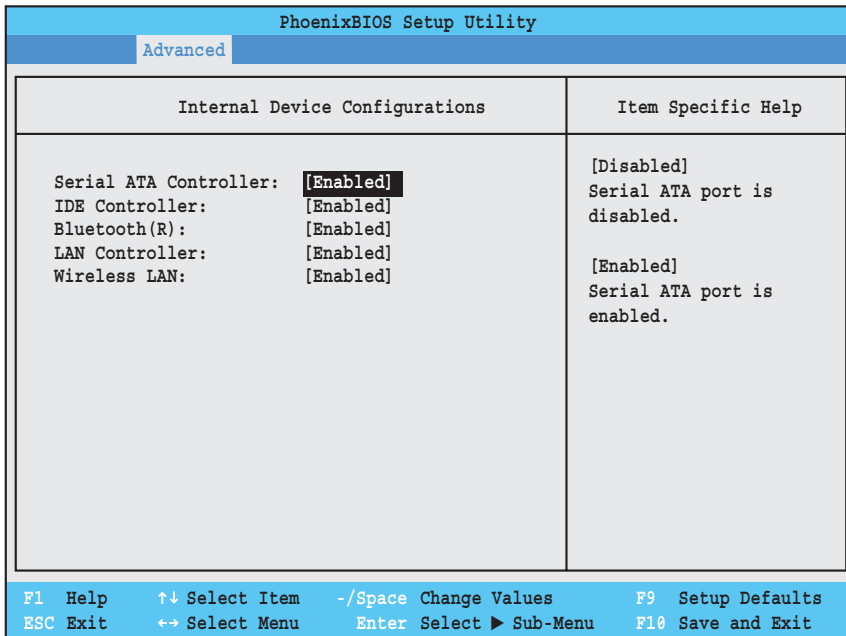 PhoenixBIOS Setup Utility
Advanced
Internal Device Configurations
Item Specific Help
Serial ATA Controller: [Enabled]
IDE Controller: [Enabled]
Bluetooth(R): [Enabled]
LAN Controller: [Enabled]
Wireless LAN: [Enabled]
[Disabled]
Serial ATA port is
disabled.
[Enabled]
Serial ATA port is
enabled.
F1 Help ↑↓ Select Item -/Space Change Values F9 Setup Defaults
ESC Exit ←→ Select Menu Enter Select ▶ Sub-Menu F10 Save and Exit